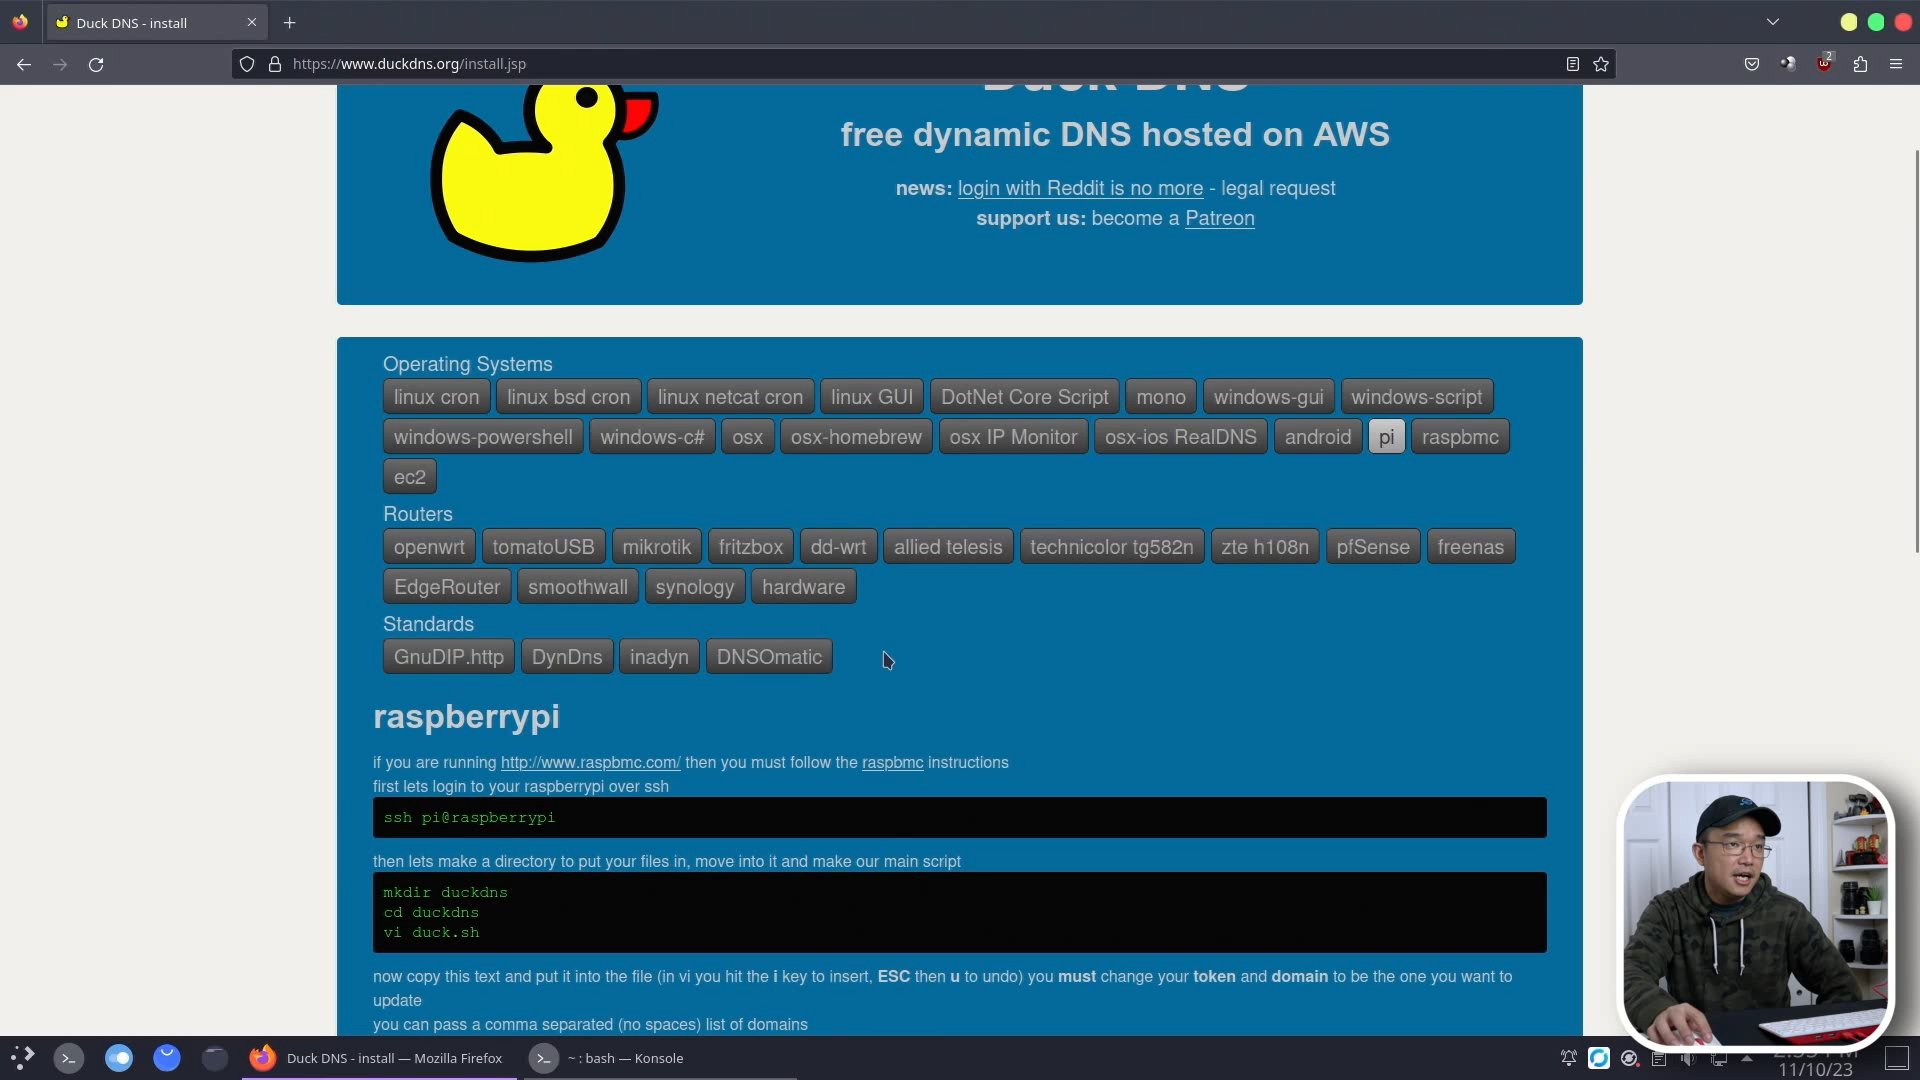 Duck DNS - install
https://www.duckdns.org/install.jsp
2
Duck DNS
free dynamic DNS hosted on AWS
news: login with Reddit is no more - legal request
support us: become a Patreon
Operating Systems
linux cron linux bsd cron linux netcat cron linux GUI DotNet Core Script mono windows-gui windows-script
windows-powershell windows-c# osx osx-homebrew osx IP Monitor osx-ios RealDNS android pi raspbmc
ec2
Routers
openwrt tomatoUSB mikrotik fritzbox dd-wrt allied telesis technicolor tg582n zte h108n pfSense freenas
EdgeRouter smoothwall synology hardware
Standards
GnuDIP.http DynDns inadyn DNSOmatic
raspberrypi
if you are running http://www.raspbmc.com/ then you must follow the raspbmc instructions
first lets login to your raspberrypi over ssh
ssh pi@raspberrypi
then lets make a directory to put your files in, move into it and make our main script
mkdir duckdns
cd duckdns
vi duck.sh
now copy this text and put it into the file (in vi you hit the i key to insert, ESC then u to undo) you must change your token and domain to be the one you want to
update
you can pass a comma separated (no spaces) list of domains
Duck DNS - install — Mozilla Firefox
~ : bash — Konsole
11/10/23